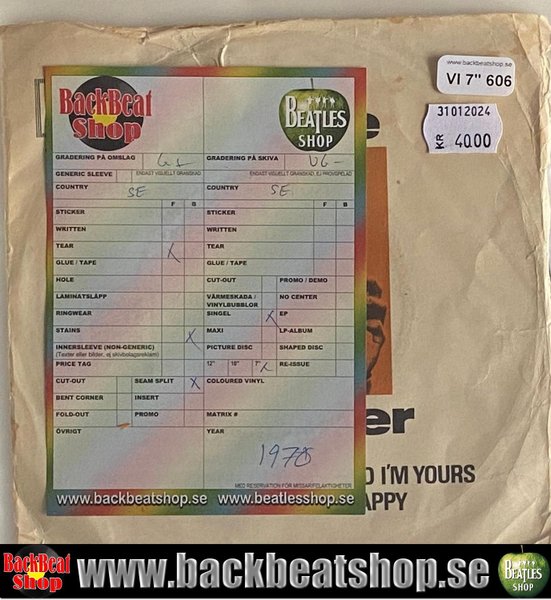 www.backbeatshop.se
VI 7" 606
31012024
KR 40.00
BackBeat Shop
BEATLES SHOP
GRADERING PÅ OMSLAG
GRADERING PÅ SKIVA VG-
GENERIC SLEEVE ENDAST VISUELLT GRANSKAD
ENDAST VISUELLT GRANSKAD, EJ PROVSPELAD
COUNTRY SE COUNTRY SE
F B F B
STICKER STICKER
WRITTEN WRITTEN
TEAR X TEAR
GLUE / TAPE GLUE / TAPE
HOLE CUT-OUT PROMO / DEMO
LAMINATSLÄPP VÄRMESKADA / VINYLBUBBLOR NO CENTER
RINGWEAR SINGEL X EP
STAINS X MAXI LP-ALBUM
INNERSLEEVE (NON-GENERIC) PICTURE DISC SHAPED DISC
(Texter eller bilder, ej skivbolagsreklam)
PRICE TAG 12" 10" 7" X RE-ISSUE
CUT-OUT SEAM SPLIT X COLOURED VINYL
BENT CORNER INSERT
FOLD-OUT PROMO MATRIX #
ÖVRIGT YEAR
MED RESERVATION FÖR MISSAR/FELAKTIGHETER
www.backbeatshop.se www.beatlesshop.se
e
er
D I'M YOURS
APPY
BackBeat Shop www.backbeatshop.se BEATLES SHOP